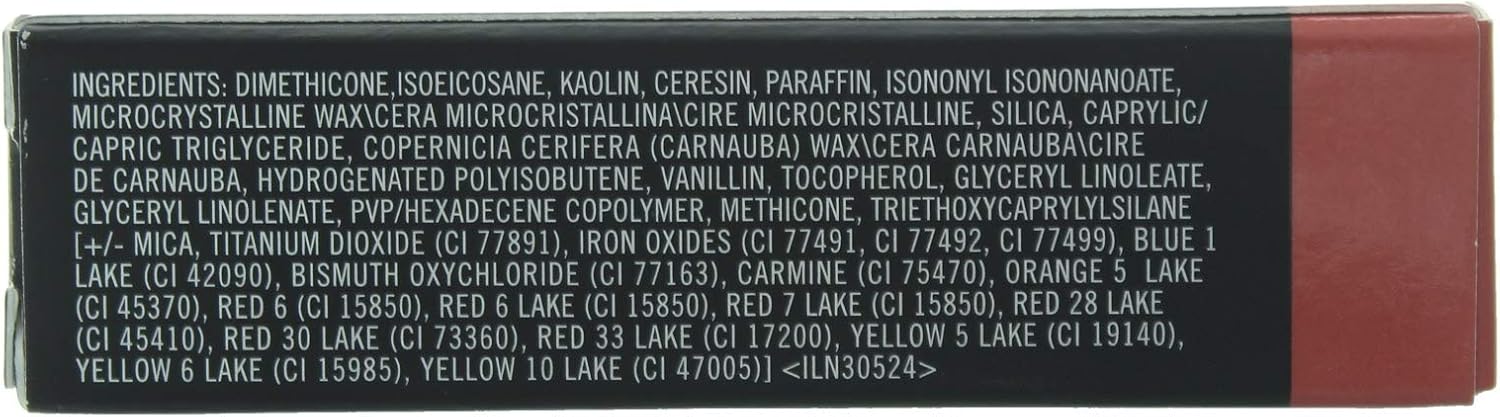 INGREDIENTS: DIMETHICONE,ISOEICOSANE, KAOLIN, CERESIN, PARAFFIN, ISONONYL ISONONANOATE,
MICROCRYSTALLINE WAX\CERA MICROCRISTALLINA\CIRE MICROCRISTALLINE, SILICA, CAPRYLIC/
CAPRIC TRIGLYCERIDE, COPERNICIA CERIFERA (CARNAUBA) WAX\CERA CARNAUBA\CIRE
DE CARNAUBA, HYDROGENATED POLYISOBUTENE, VANILLIN, TOCOPHEROL, GLYCERYL LINOLEATE,
GLYCERYL LINOLENATE, PVP/HEXADECENE COPOLYMER, METHICONE, TRIETHOXYCAPRYLYLSILANE
[+/- MICA, TITANIUM DIOXIDE (CI 77891), IRON OXIDES (CI 77491, CI 77492, CI 77499), BLUE 1
LAKE (CI 42090), BISMUTH OXYCHLORIDE (CI 77163), CARMINE (CI 75470), ORANGE 5 LAKE
(CI 45370), RED 6 (CI 15850), RED 6 LAKE (CI 15850), RED 7 LAKE (CI 15850), RED 28 LAKE
(CI 45410), RED 30 LAKE (CI 73360), RED 33 LAKE (CI 17200), YELLOW 5 LAKE (CI 19140),
YELLOW 6 LAKE (CI 15985), YELLOW 10 LAKE (CI 47005)] <ILN30524>